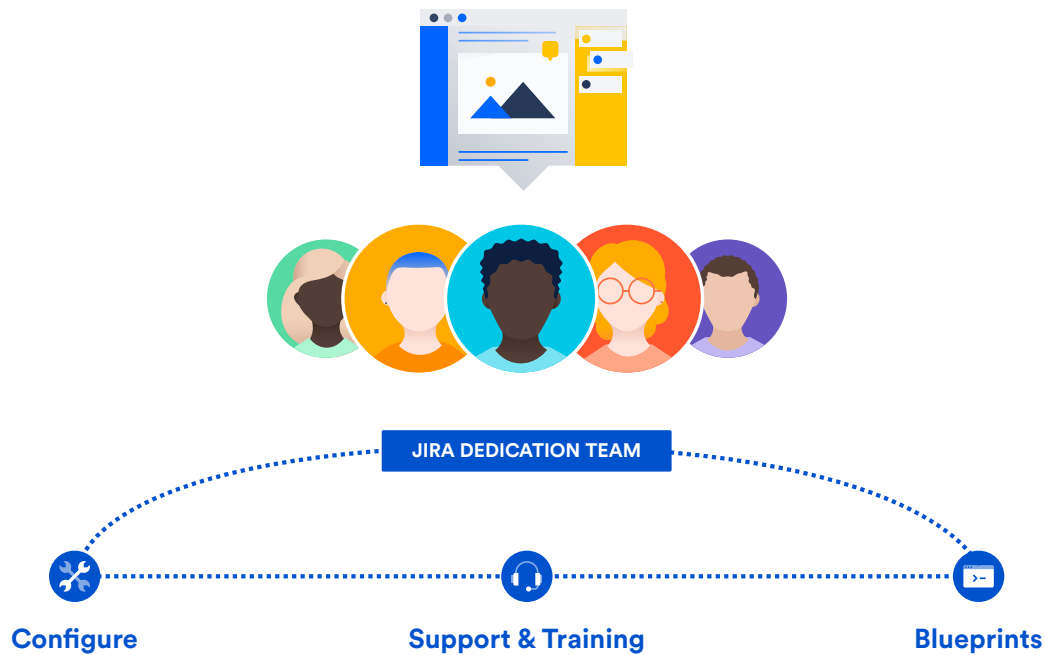 JIRA DEDICATION TEAM
Configure
Support & Training
Blueprints